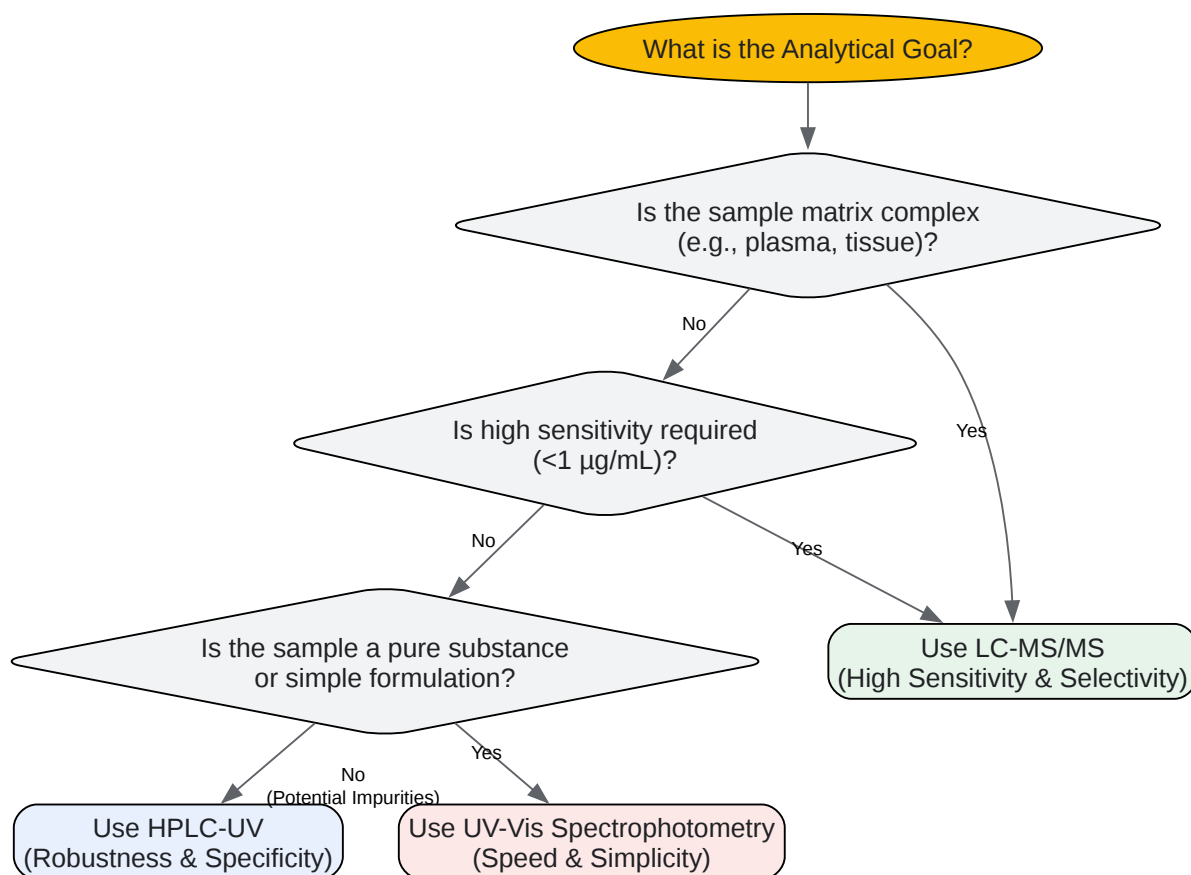 What is the Analytical Goal?
Is the sample matrix complex
(e.g., plasma, tissue)?
No
Yes
Is high sensitivity required
(<1 µg/mL)?
No
Yes
Is the sample a pure substance
or simple formulation?
Use LC-MS/MS
(High Sensitivity & Selectivity)
No
(Potential Impurities)
Yes
Use HPLC-UV
(Robustness & Specificity)
Use UV-Vis Spectrophotometry
(Speed & Simplicity)